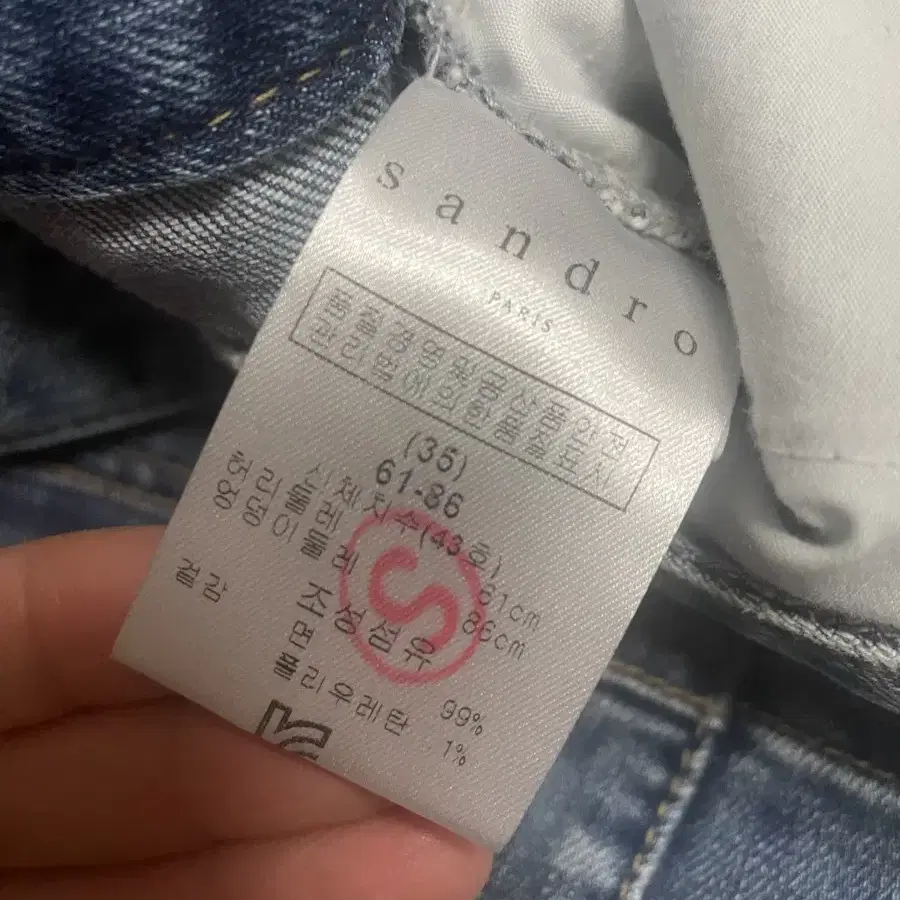 sandro
PARIS
품질경영및공산품안전
관리법에의한품질표시
(35)
61-86
신체치수(43호)
허리둘레 61cm
엉덩이둘레 86cm
S
조성섬유
겉감 면 99%
폴리우레탄 1%